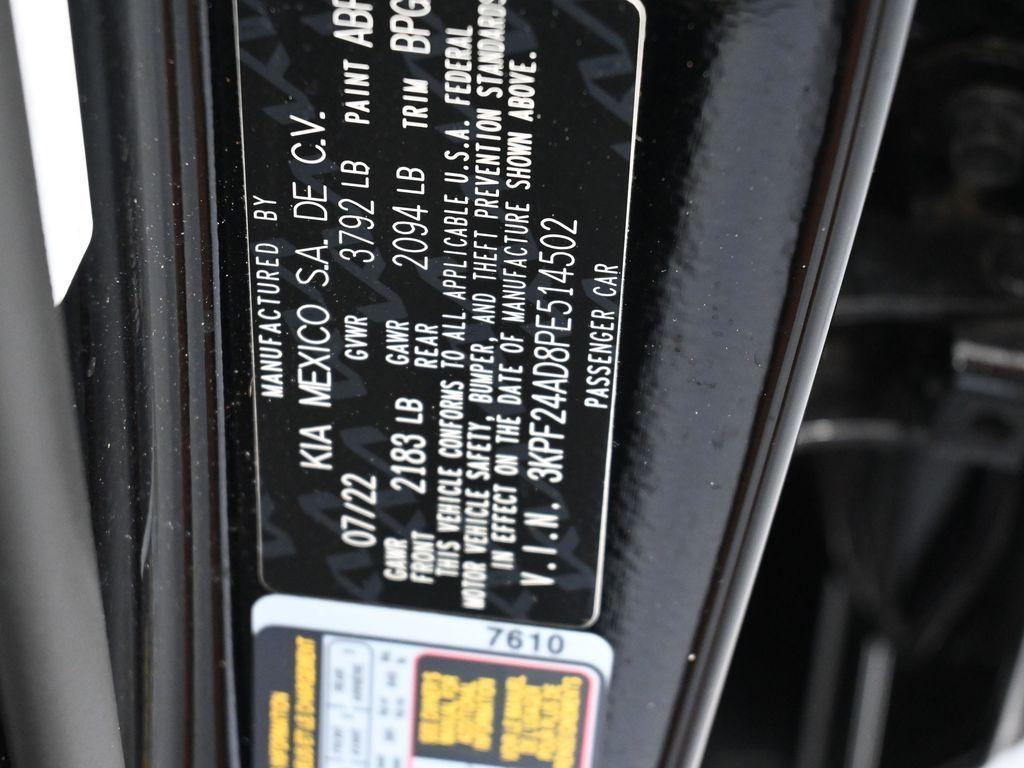 MANUFACTURED BY
KIA MEXICO S.A. DE C.V.
07/22 GVWR 3792 LB PAINT
GAWR FRONT 2183 LB GAWR REAR 2094 LB TRIM
THIS VEHICLE CONFORMS TO ALL APPLICABLE U.S.A. FEDERAL
MOTOR VEHICLE SAFETY, BUMPER, AND THEFT PREVENTION STANDARDS
IN EFFECT ON THE DATE OF MANUFACTURE SHOWN ABOVE.
V.I.N. 3KPF24AD8PE514502
PASSENGER CAR
7610